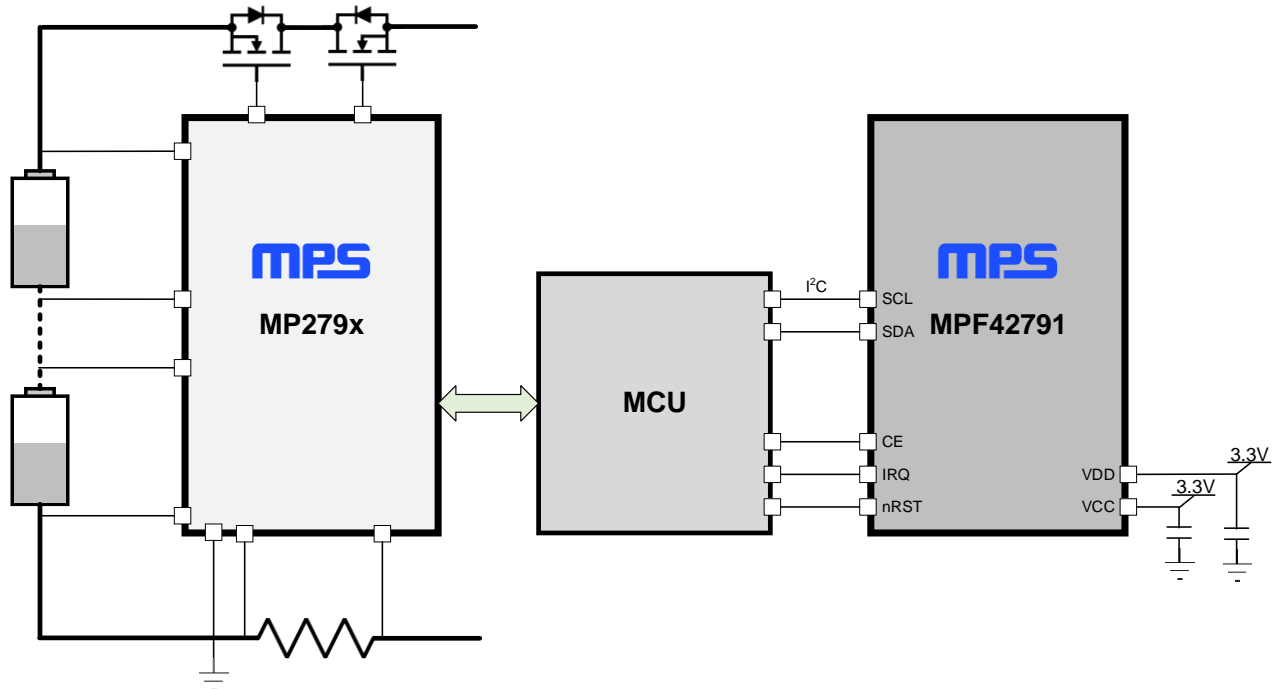 mps
MP279x
MCU
I²C
mps
MPF42791
SCL
SDA
CE
IRQ
nRST
VDD
VCC
3.3V
3.3V